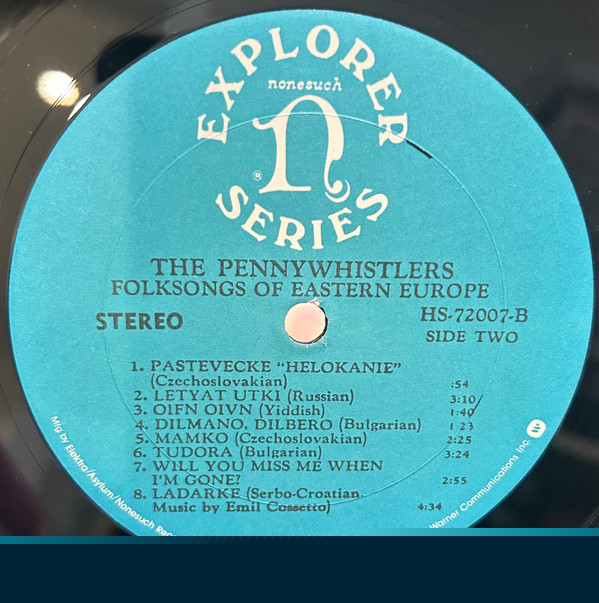 EXPLORER
nonesuch
n
®
SERIES
THE PENNYWHISTLERS
FOLKSONGS OF EASTERN EUROPE
STEREO
HS-72007-B
SIDE TWO
1. PASTEVECKE "HELOKANIE"
(Czechoslovakian) :54
2. LETYAT UTKI (Russian) 3:10
3. OIFN OIVN (Yiddish) 1:40
4. DILMANO, DILBERO (Bulgarian) 1 23
5. MAMKO (Czechoslovakian) 2:25
6. TUDORA (Bulgarian) 3:24
7. WILL YOU MISS ME WHEN
I'M GONE? 2:55
8. LADARKE (Serbo-Croatian.
Music by Emil Cossetto) 4:34
Mfg by Elektra/Asylum/Nonesuch Rec
Warner Communications Inc.